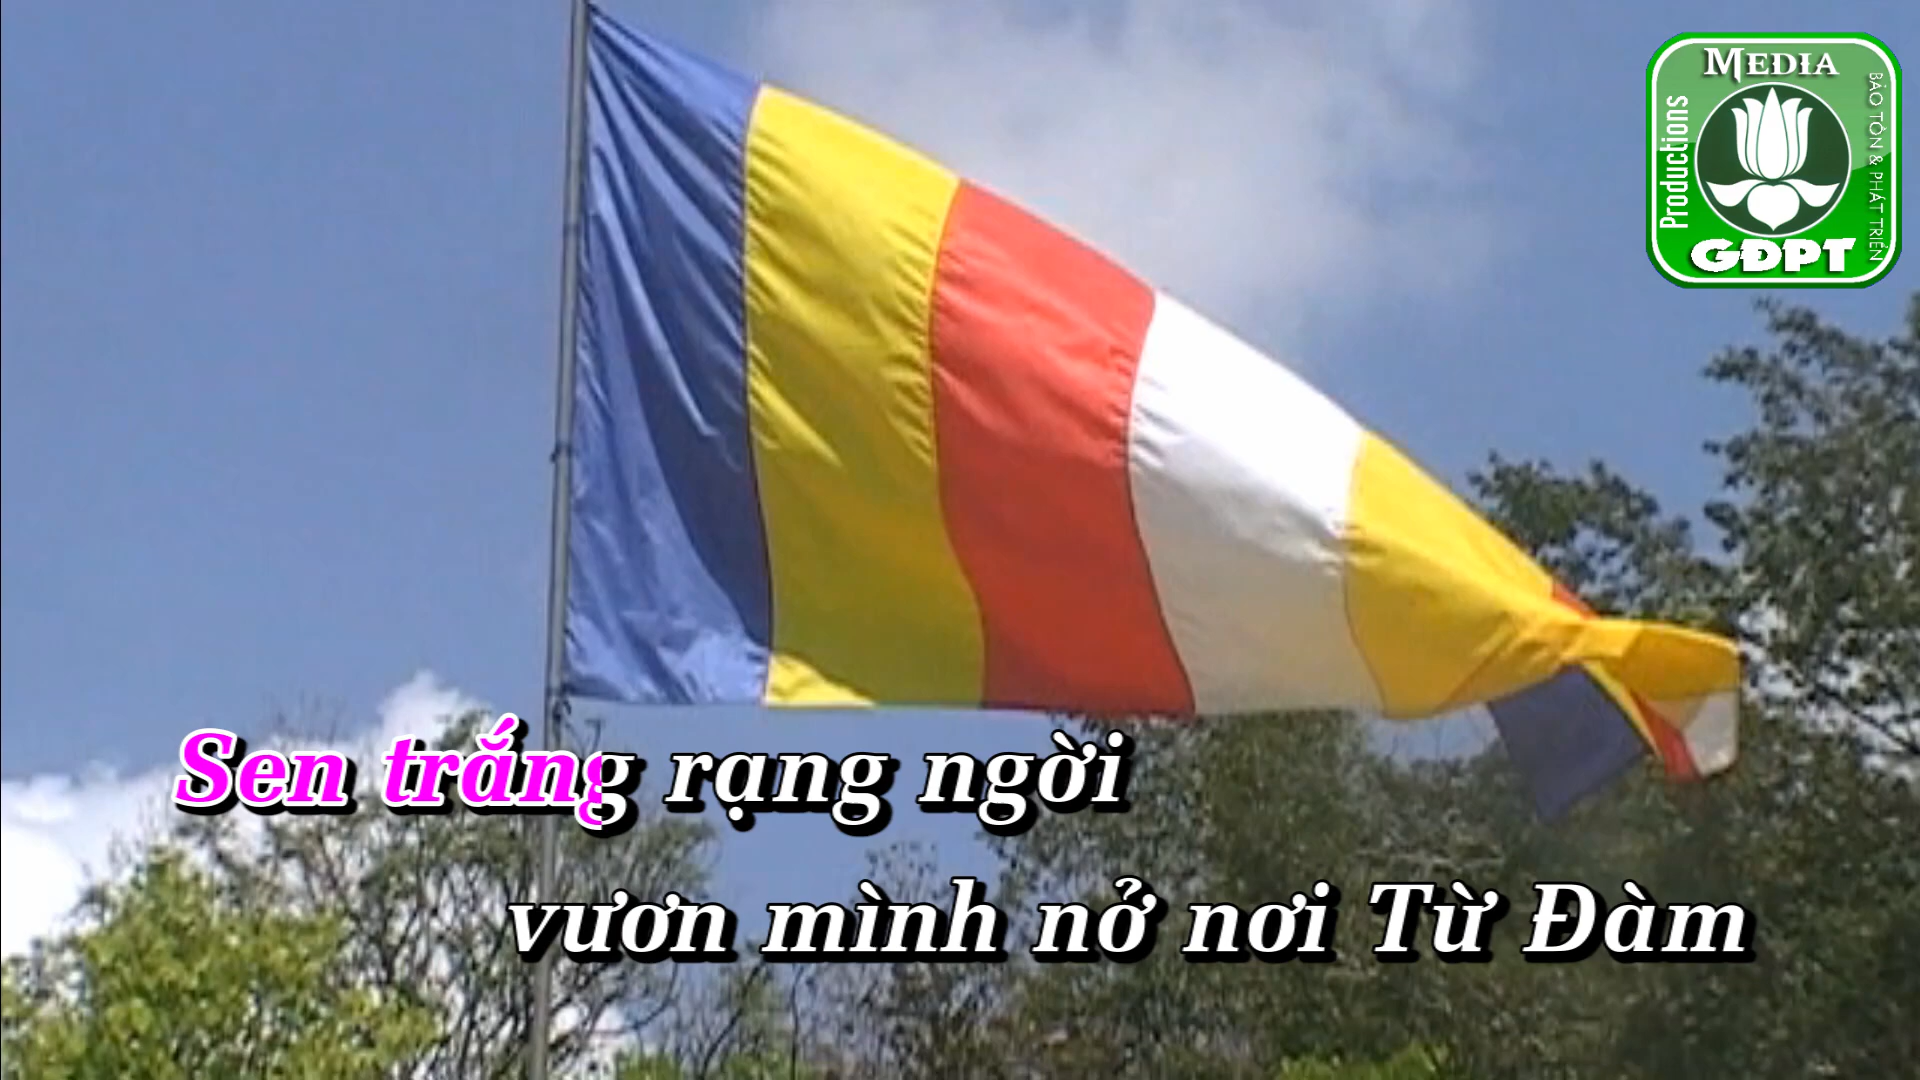 MEDIA
Productions
BẢO TỒN & PHÁT TRIỂN
GĐPT
Sen trắng rạng ngời
vươn mình nở nơi Từ Đàm